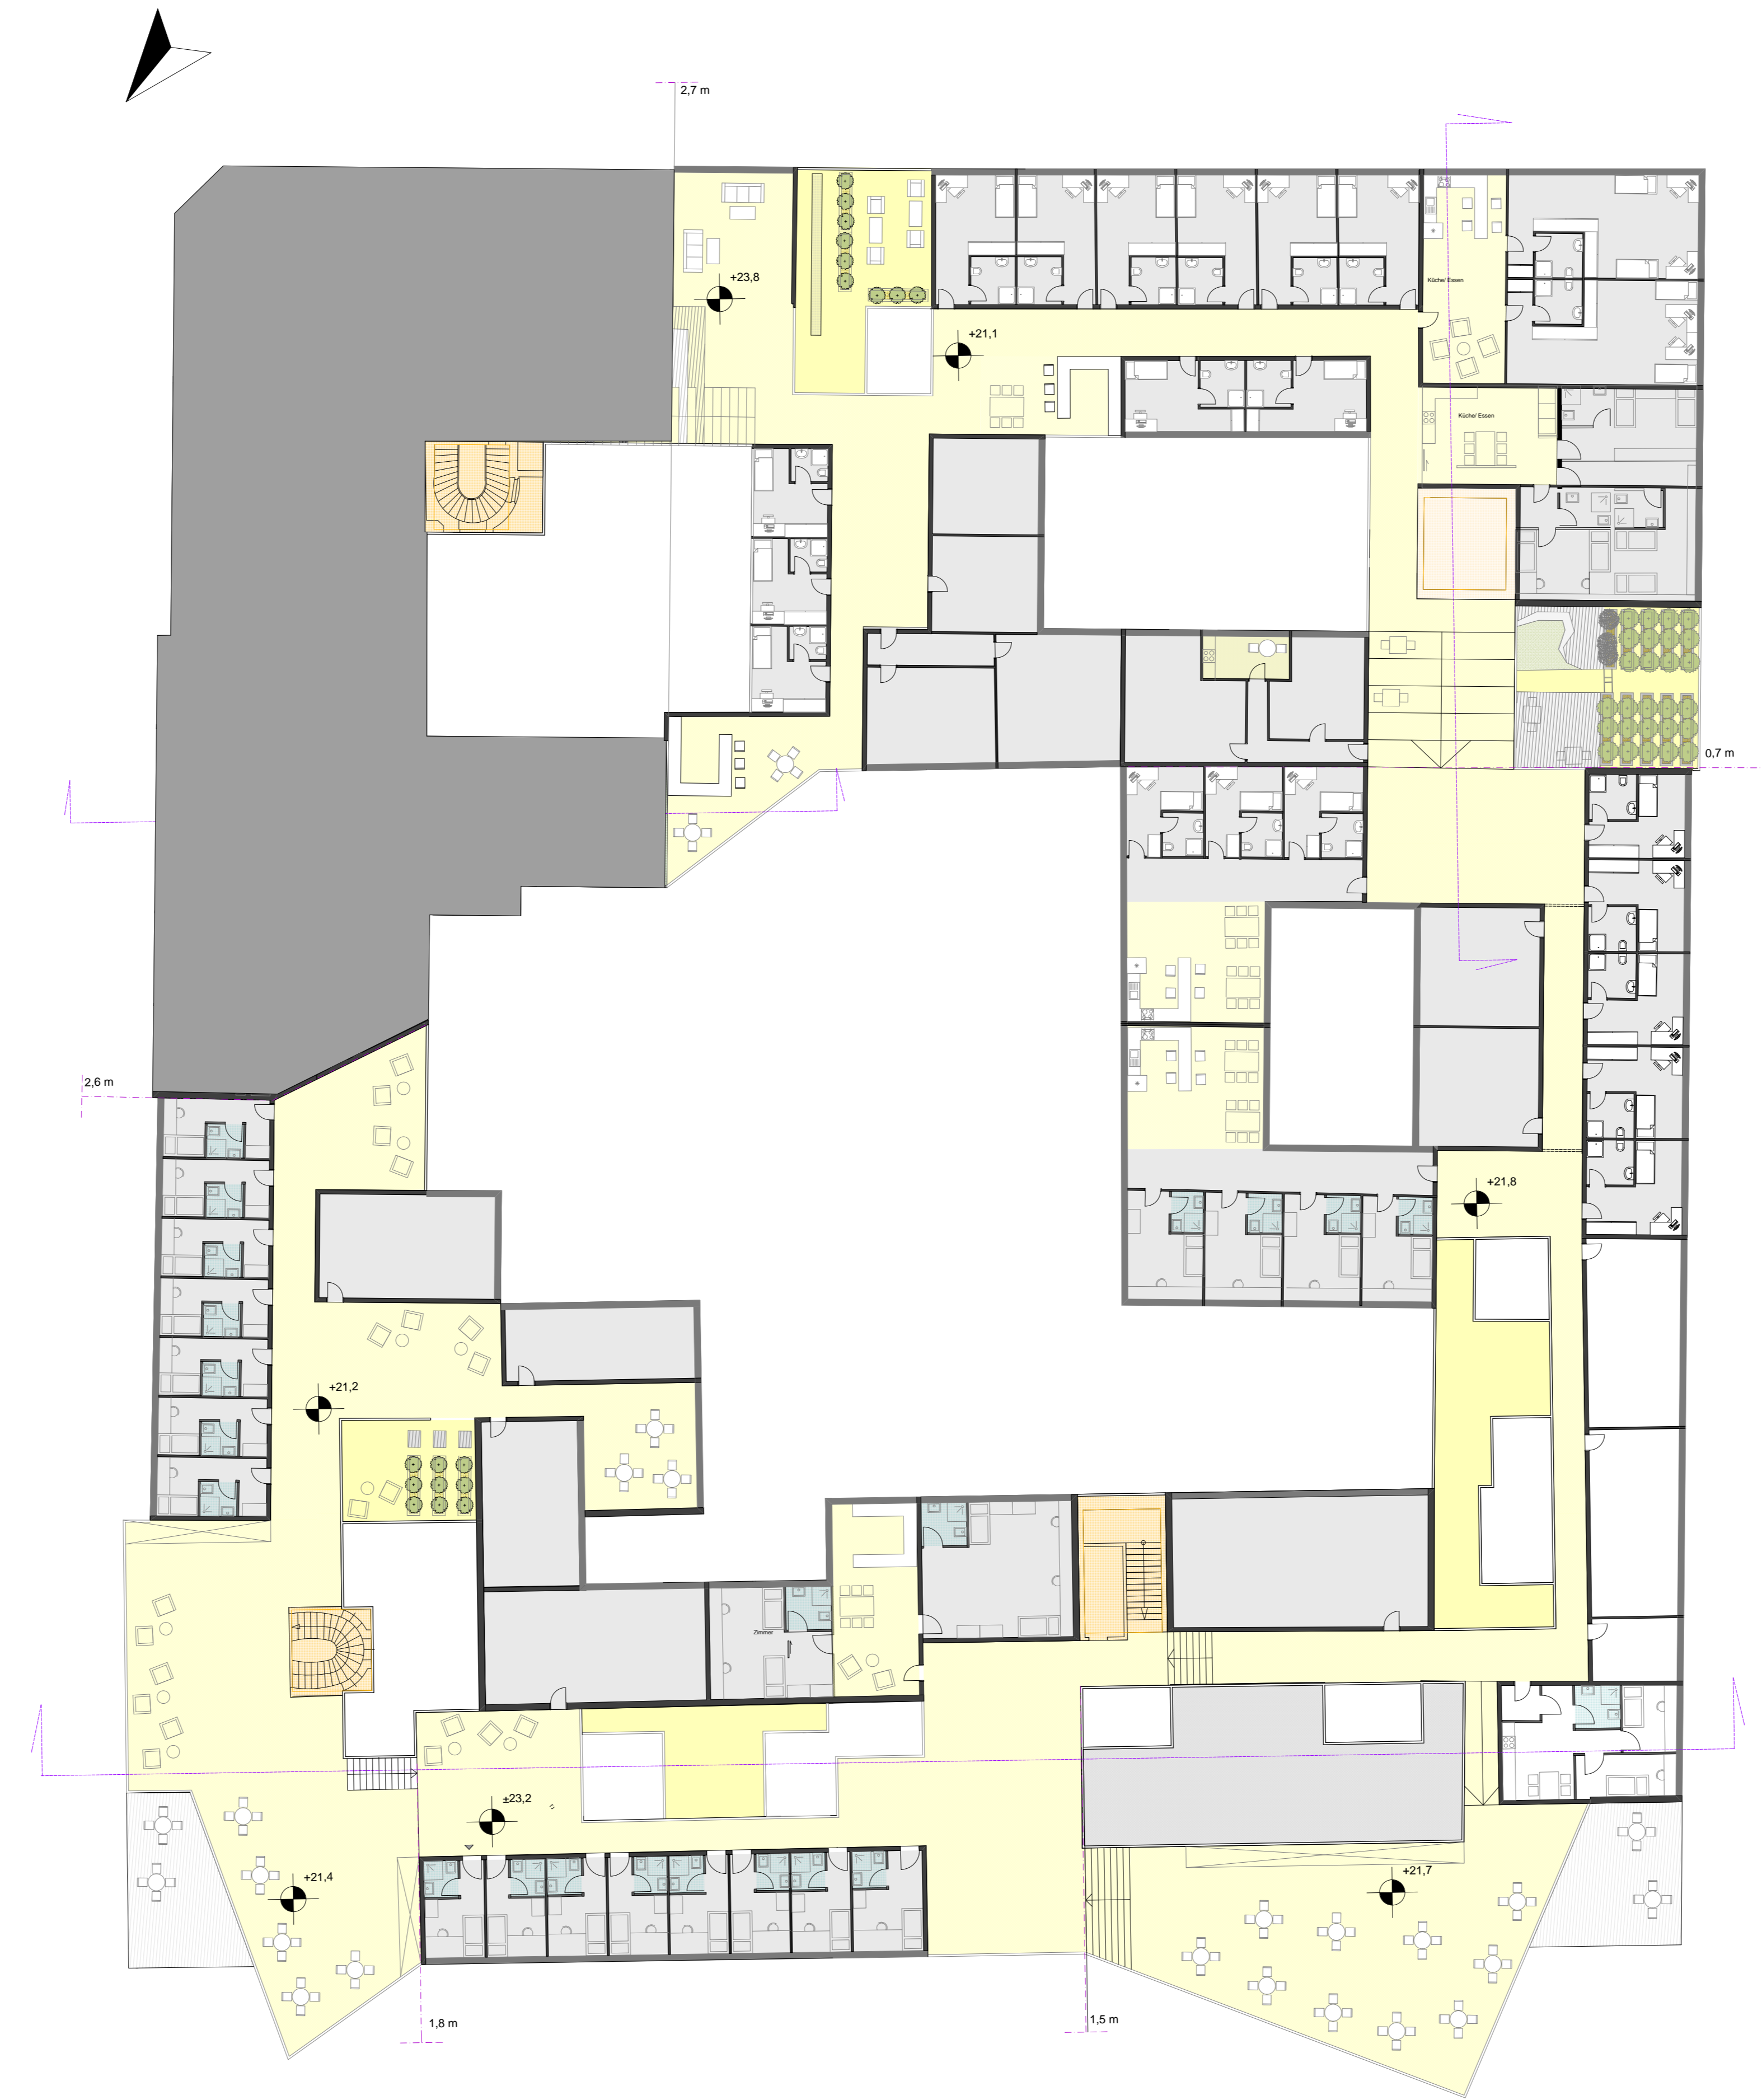 2,7 m
+23,8
Küche/ Essen
+21,1
Küche/ Essen
0,7 m
2,6 m
+21,8
+21,2
Zimmer
±23,2
+21,4
+21,7
1,8 m
1,5 m